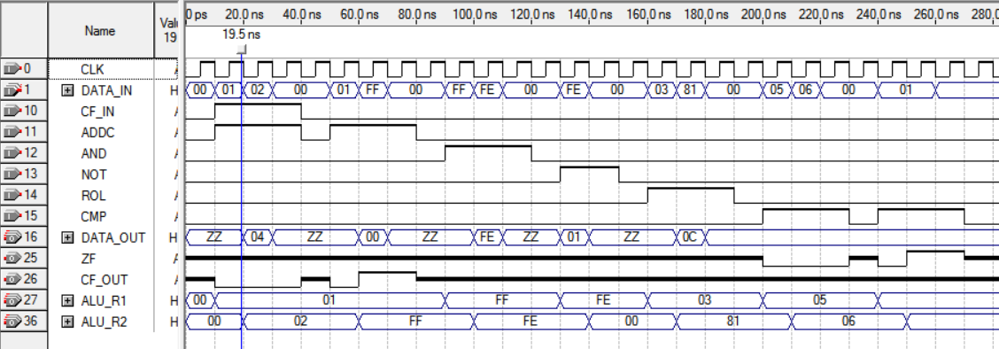 Name Valu 0 ps 20.0 ns 40.0 ns 60.0 ns 80.0 ns 100.0 ns 120.0 ns 140.0 ns 160.0 ns 180.0 ns 200.0 ns 220.0 ns 240.0 ns 260.0 ns 280.0
19 19.5 ns
0 CLK A
1 DATA_IN H 00 01 02 00 01 FF 00 FF FE 00 FE 00 03 81 00 05 06 00 01
10 CF_IN A
11 ADDC A
12 AND A
13 NOT A
14 ROL A
15 CMP A
16 DATA_OUT H ZZ 04 ZZ 00 ZZ FE ZZ 01 ZZ 0C ZZ
25 ZF A
26 CF_OUT A
27 ALU_R1 H 00 01 FF FE 03 05
36 ALU_R2 H 00 02 FF FE 00 81 06